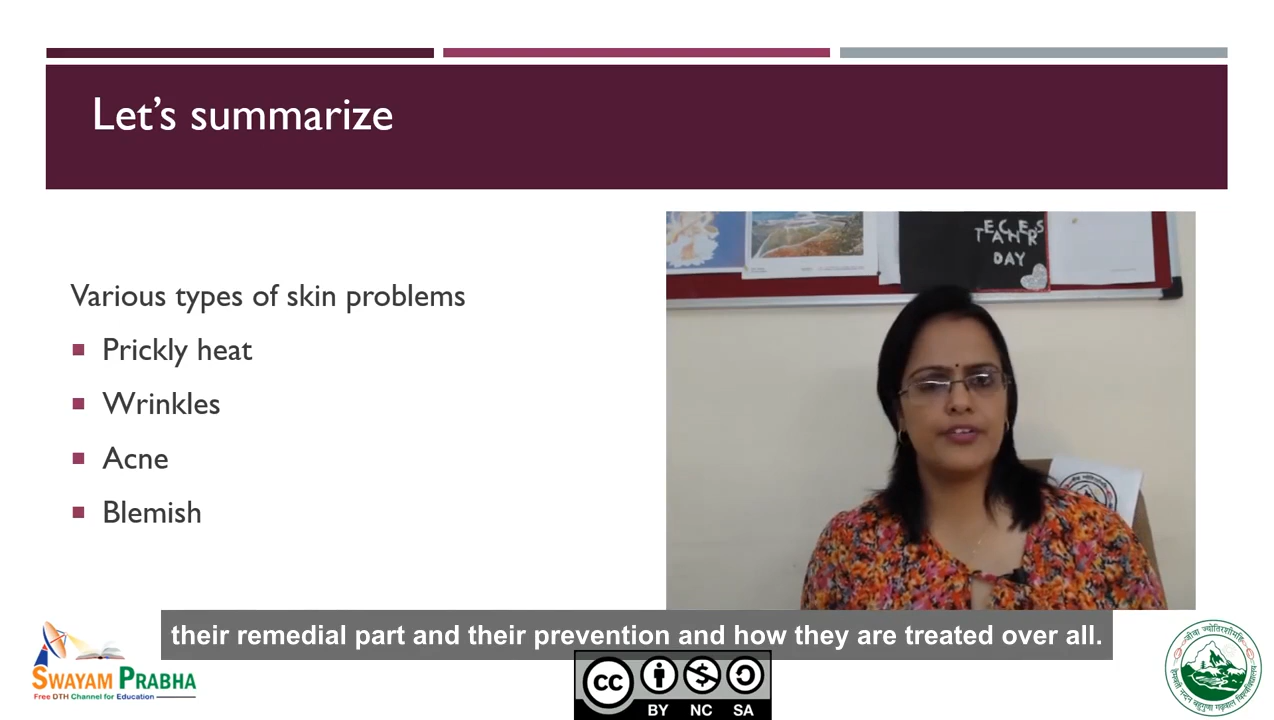 Let's summarize
Various types of skin problems
Prickly heat
Wrinkles
Acne
Blemish
TEACHERS
DAY
their remedial part and their prevention and how they are treated over all.
SWAYAM PRABHA
Free DTH Channel for Education
CC
BY NC SA